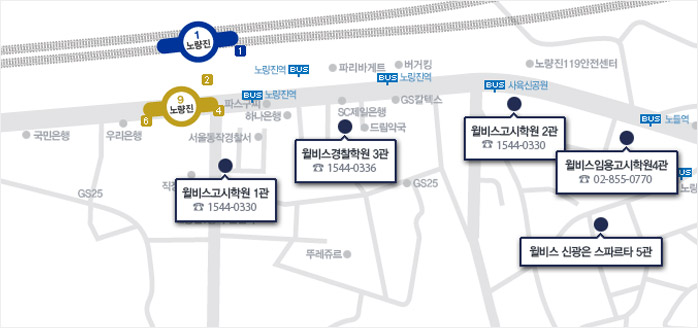 1
노량진
1
버거킹
파리바게트
노량진119안전센터
노량진역 BUS
BUS 노량진역
2
BUS 사육신공원
BUS 노량진역
9
노량진
파스구찌
GS칼텍스
4
6
SC제일은행
하나은행
BUS 노들역
드림약국
국민은행
우리은행
서울동작경찰서
윌비스고시학원 2관
☎ 1544-0330
윌비스경찰학원 3관
☎ 1544-0336
윌비스임용고시학원4관
☎ 02-855-0770
BUS
GS25
GS25
윌비스고시학원 1관
☎ 1544-0330
뚜레쥬르
윌비스 신광은 스파르타 5관